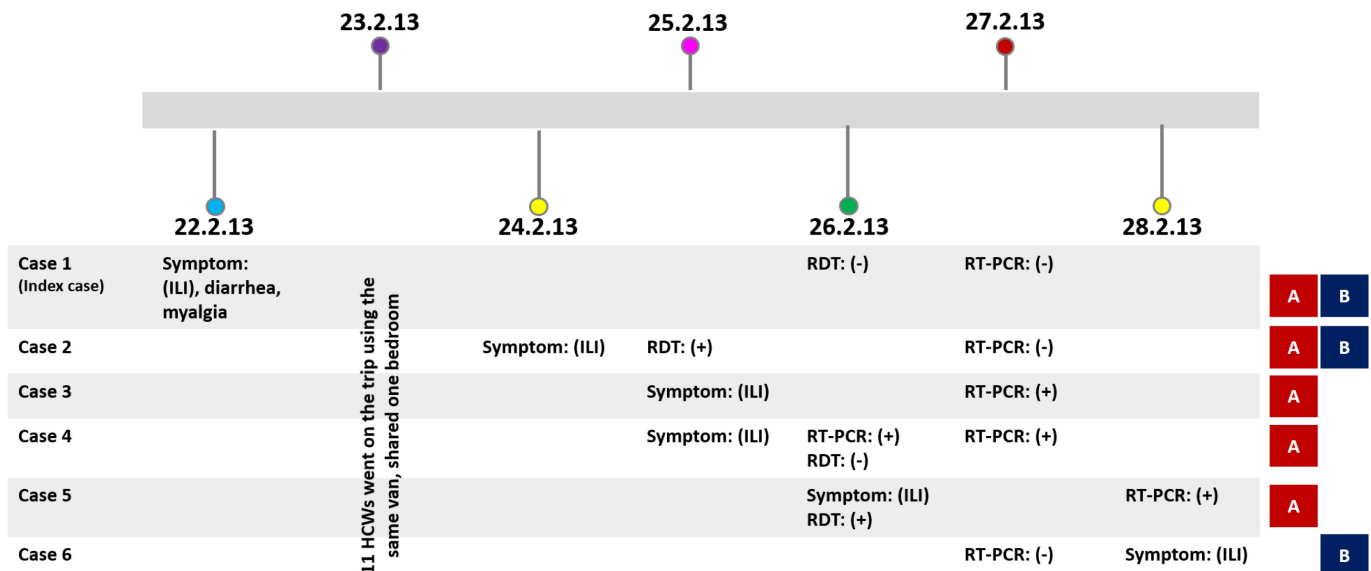 23.2.13
25.2.13
27.2.13
22.2.13
24.2.13
26.2.13
28.2.13
Case 1
(Index case)
Symptom:
(ILI), diarrhea,
myalgia
RDT: (-)
RT-PCR: (-)
A
B
11 HCWs went on the trip using the
same van, shared one bedroom
Case 2
Symptom: (ILI)
RDT: (+)
RT-PCR: (-)
A
B
Case 3
Symptom: (ILI)
RT-PCR: (+)
A
Case 4
Symptom: (ILI)
RT-PCR: (+)
RDT: (-)
RT-PCR: (+)
A
Case 5
Symptom: (ILI)
RDT: (+)
RT-PCR: (+)
A
Case 6
RT-PCR: (-)
Symptom: (ILI)
B